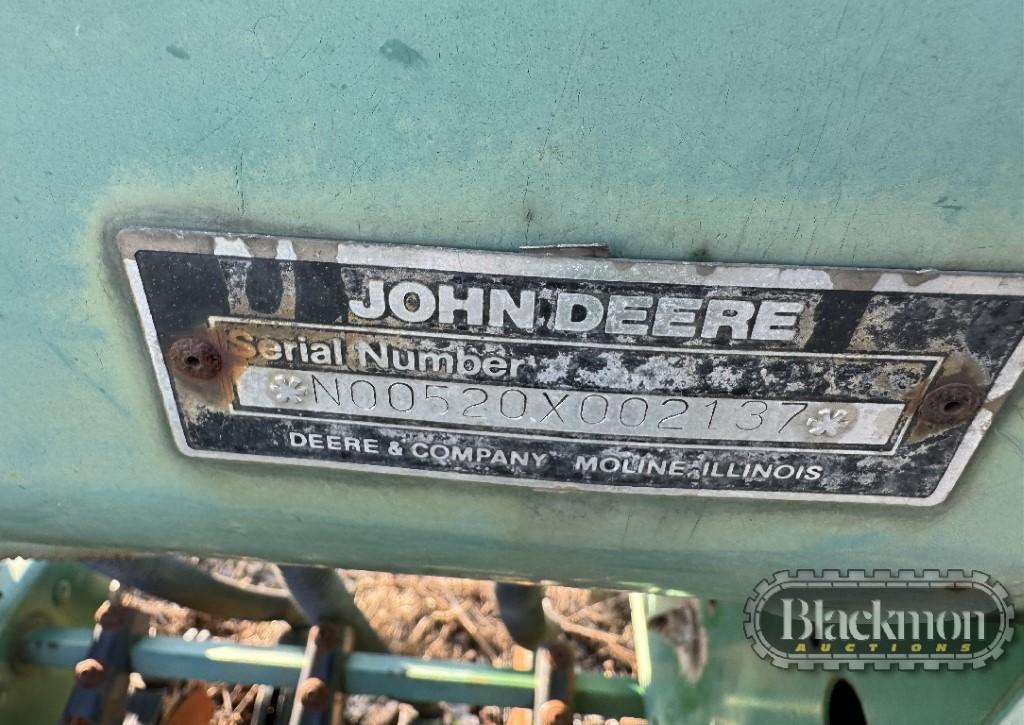 JOHN DEERE
Serial Number
*N00520X002137*
DEERE & COMPANY MOLINE, ILLINOIS
Blackmon
AUCTIONS